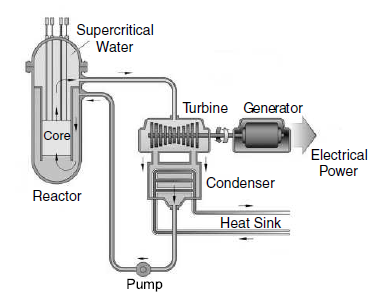 Supercritical
Water
Turbine
Generator
Core
Electrical
Power
Condenser
Reactor
Heat Sink
Pump